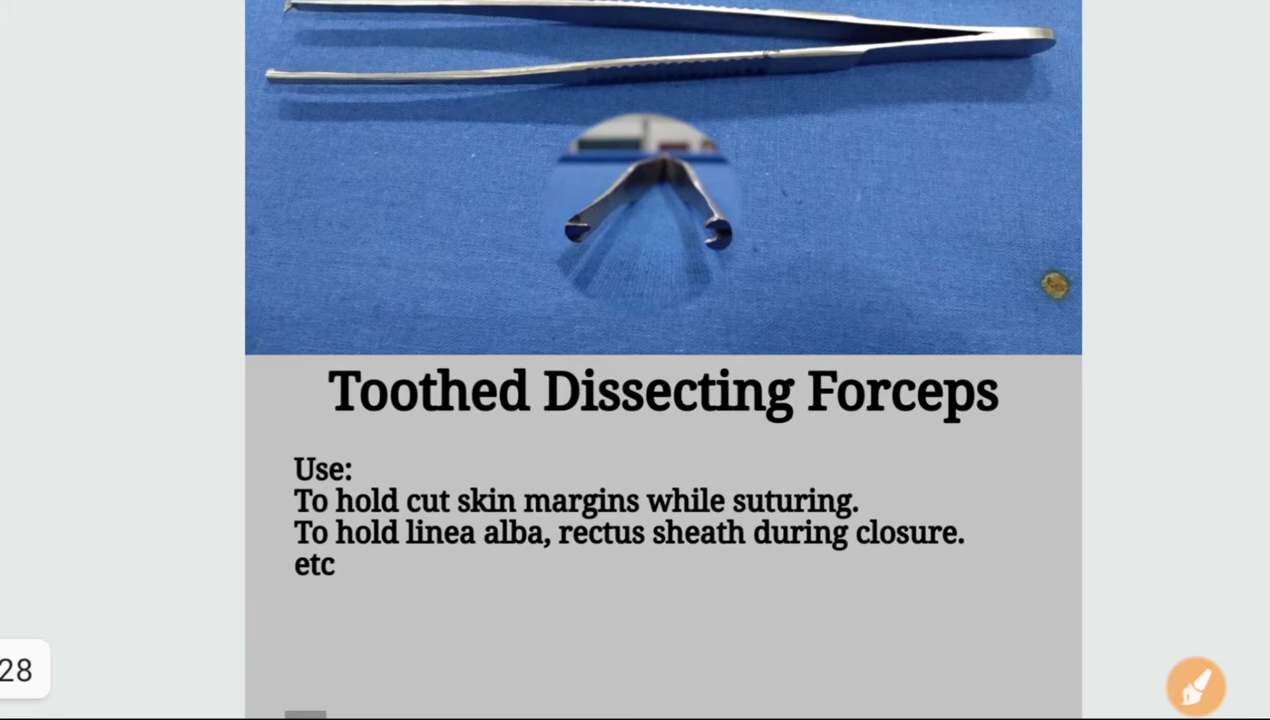 Toothed Dissecting Forceps
Use:
To hold cut skin margins while suturing.
To hold linea alba, rectus sheath during closure.
etc
28